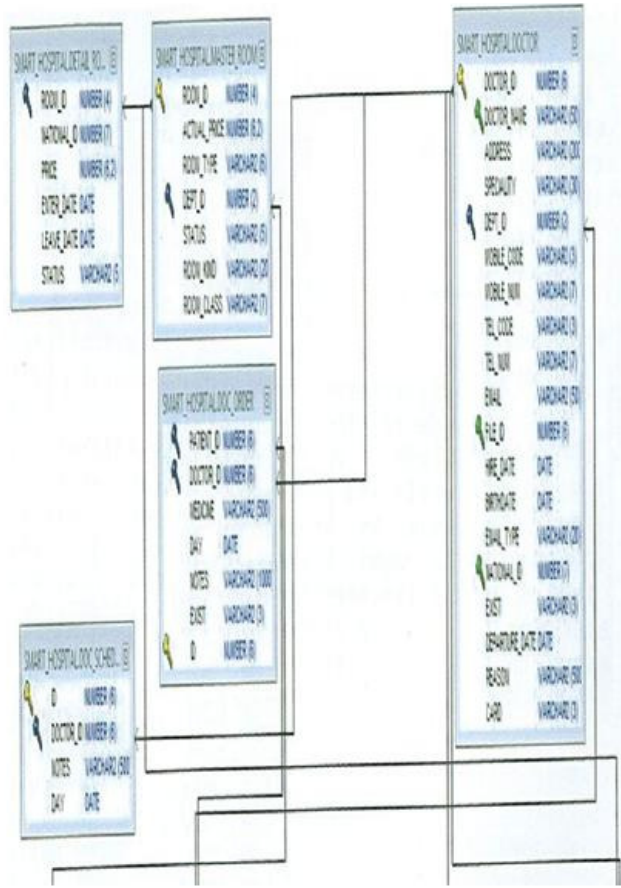 SMART_HOSPITAL.DETAIL_RO...
ROOM_ID NUMBER (4)
NATIONAL_ID NUMBER (7)
PRICE NUMBER (6,2)
ENTER_DATE DATE
LEAVE_DATE DATE
STATUS VARCHAR2 (5
SMART_HOSPITAL.MASTER_ROOM
ROOM_ID NUMBER (4)
ACTUAL_PRICE NUMBER (6,2)
ROOM_TYPE VARCHAR2 (6)
DEPT_ID NUMBER (2)
STATUS VARCHAR2 (5)
ROOM_KIND VARCHAR2 (20
ROOM_CLASS VARCHAR2 (7)
SMART_HOSPITAL.DOCTOR
DOCTOR_ID NUMBER (6)
DOCTOR_NAME VARCHAR2 (50
ADDRESS VARCHAR2 (200
SPECIALITY VARCHAR2 (30)
DEPT_ID NUMBER (2)
MOBILE_CODE VARCHAR2 (3)
MOBILE_NUM VARCHAR2 (7)
TEL_CODE VARCHAR2 (3)
TEL_NUM VARCHAR2 (7)
EMAIL VARCHAR2 (50
FILE_ID NUMBER (6)
HIRE_DATE DATE
BIRTHDATE DATE
EMAIL_TYPE VARCHAR2 (20)
NATIONAL_ID NUMBER (7)
EXIST VARCHAR2 (3)
DEPARTURE_DATE DATE
REASON VARCHAR2 (500
CARD VARCHAR2 (3)
SMART_HOSPITAL.DOC_ORDER
PATIENT_ID NUMBER (6)
DOCTOR_ID NUMBER (6)
MEDICINE VARCHAR2 (500)
DAY DATE
NOTES VARCHAR2 (1000
EXIST VARCHAR2 (3)
ID NUMBER (6)
SMART_HOSPITAL.DOC_SCHED...
ID NUMBER (6)
DOCTOR_ID NUMBER (6)
NOTES VARCHAR2 (500
DAY DATE